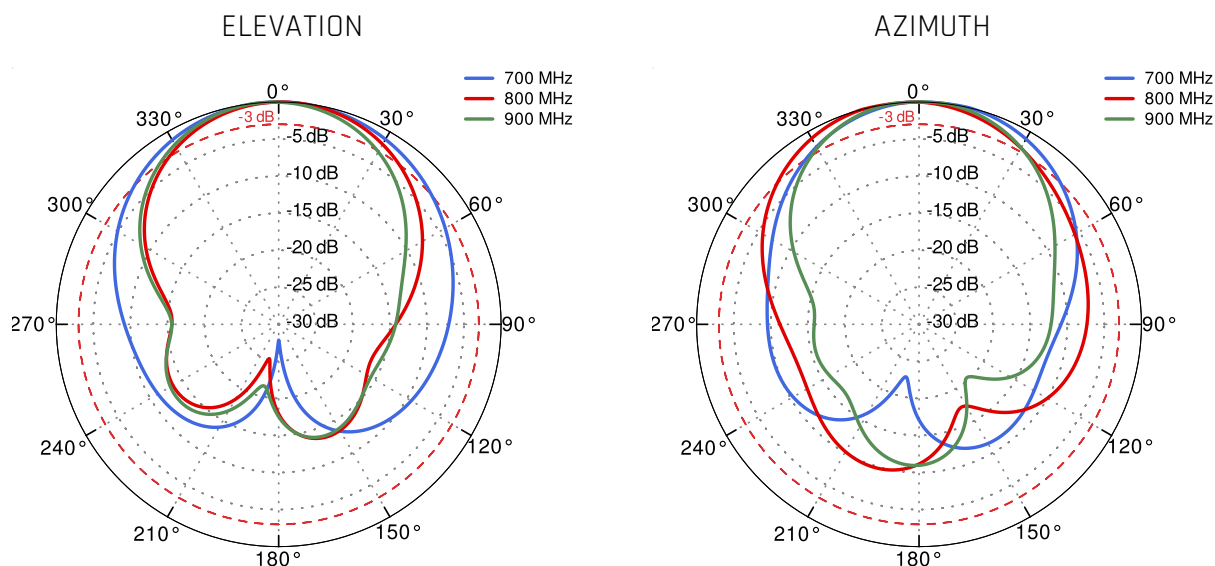 ELEVATION
700 MHz
800 MHz
900 MHz
0°
330°
-3 dB
30°
-5 dB
-10 dB
300°
60°
-15 dB
-20 dB
-25 dB
270°
-30 dB
90°
240°
120°
210°
150°
180°
AZIMUTH
700 MHz
800 MHz
900 MHz
0°
330°
-3 dB
30°
-5 dB
-10 dB
300°
60°
-15 dB
-20 dB
-25 dB
270°
-30 dB
90°
240°
120°
210°
150°
180°